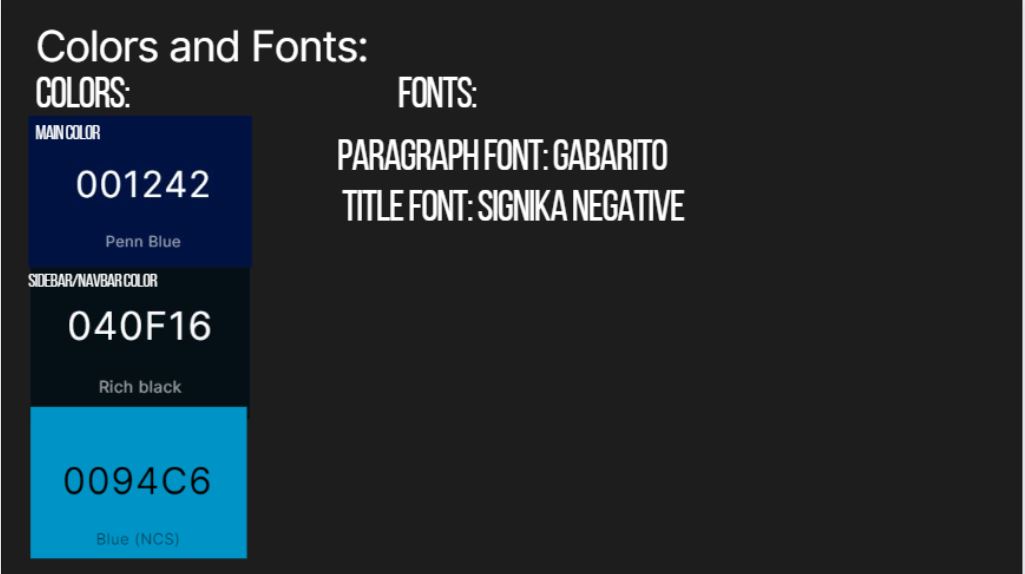 Colors and Fonts:
COLORS:
FONTS:
MAIN COLOR
001242
Penn Blue
SIDEBAR/NAVBAR COLOR
040F16
Rich black
0094C6
Blue (NCS)
PARAGRAPH FONT: GABARITO
TITLE FONT: SIGNIKA NEGATIVE